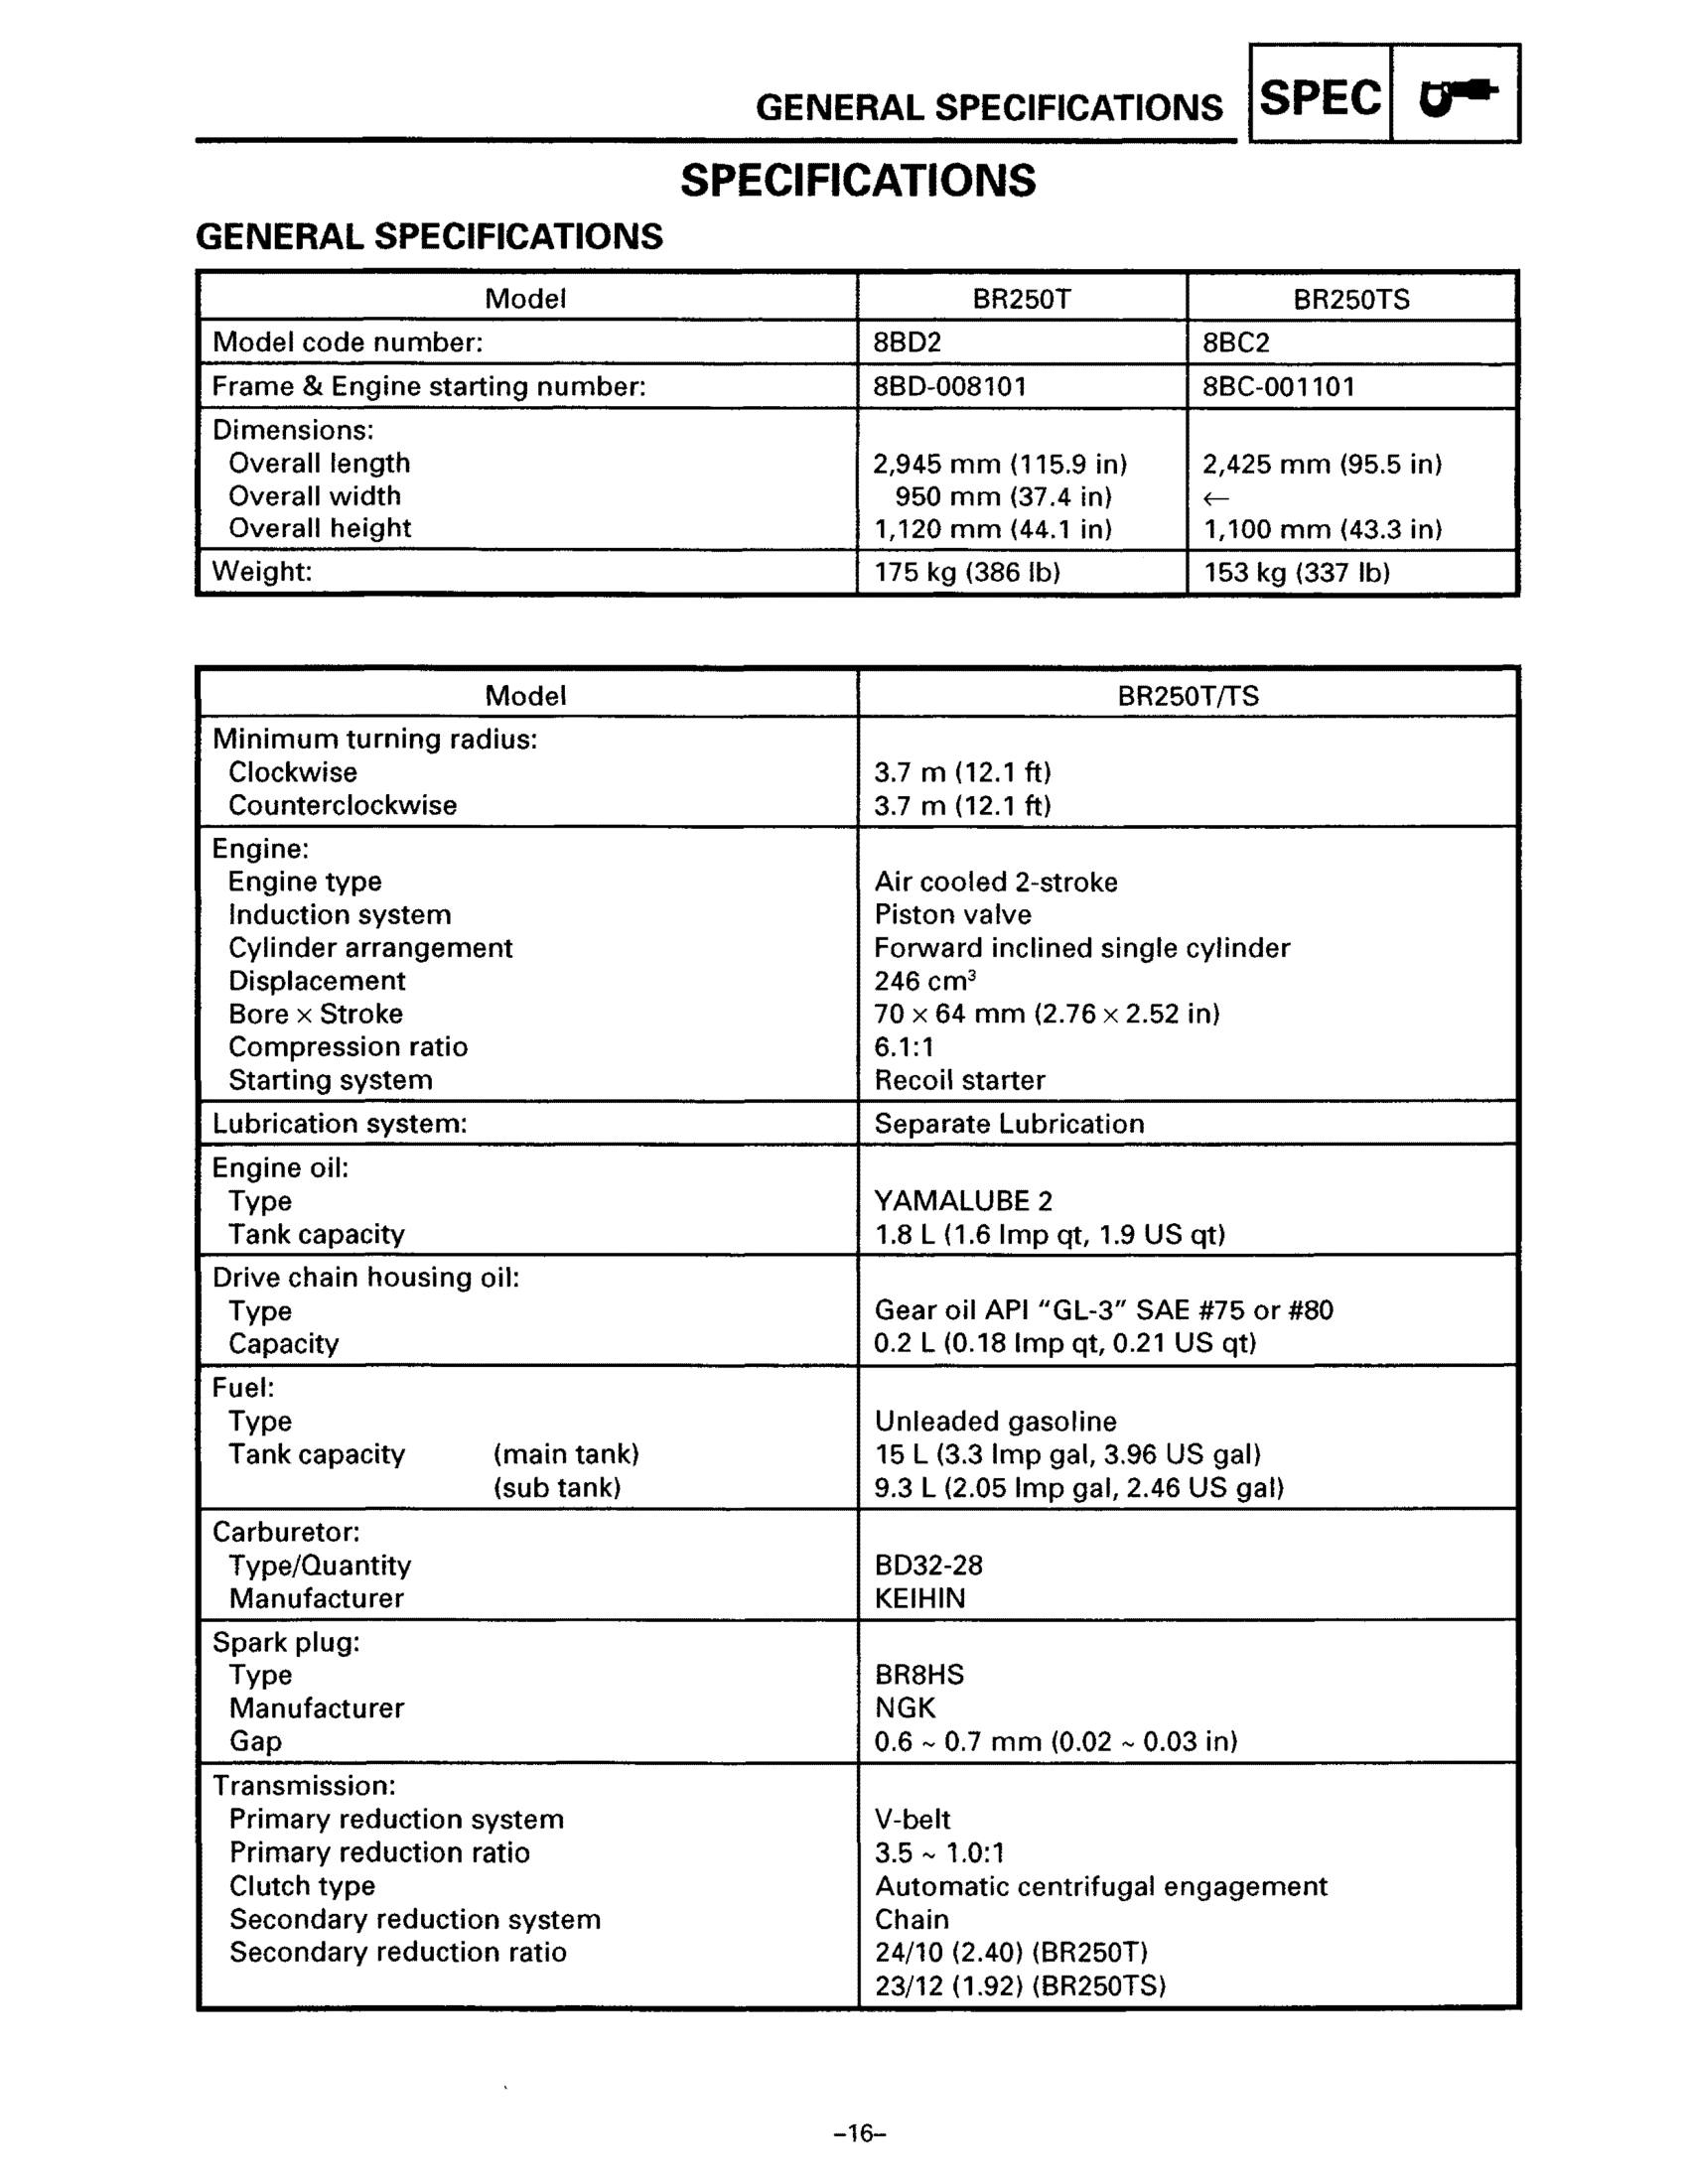 GENERAL SPECIFICATIONS SPEC
SPECIFICATIONS
GENERAL SPECIFICATIONS
Model BR250T BR250TS
Model code number: 8BD2 8BC2
Frame & Engine starting number: 8BD-008101 8BC-001101
Dimensions:
Overall length 2,945 mm (115.9 in) 2,425 mm (95.5 in)
Overall width 950 mm (37.4 in) ←
Overall height 1,120 mm (44.1 in) 1,100 mm (43.3 in)
Weight: 175 kg (386 lb) 153 kg (337 lb)
Model BR250T/TS
Minimum turning radius:
Clockwise 3.7 m (12.1 ft)
Counterclockwise 3.7 m (12.1 ft)
Engine:
Engine type Air cooled 2-stroke
Induction system Piston valve
Cylinder arrangement Forward inclined single cylinder
Displacement 246 cm³
Bore × Stroke 70 × 64 mm (2.76 × 2.52 in)
Compression ratio 6.1:1
Starting system Recoil starter
Lubrication system: Separate Lubrication
Engine oil:
Type YAMALUBE 2
Tank capacity 1.8 L (1.6 Imp qt, 1.9 US qt)
Drive chain housing oil:
Type Gear oil API "GL-3" SAE #75 or #80
Capacity 0.2 L (0.18 Imp qt, 0.21 US qt)
Fuel:
Type Unleaded gasoline
Tank capacity (main tank) 15 L (3.3 Imp gal, 3.96 US gal)
(sub tank) 9.3 L (2.05 Imp gal, 2.46 US gal)
Carburetor:
Type/Quantity BD32-28
Manufacturer KEIHIN
Spark plug:
Type BR8HS
Manufacturer NGK
Gap 0.6 ~ 0.7 mm (0.02 ~ 0.03 in)
Transmission:
Primary reduction system V-belt
Primary reduction ratio 3.5 ~ 1.0:1
Clutch type Automatic centrifugal engagement
Secondary reduction system Chain
Secondary reduction ratio 24/10 (2.40) (BR250T)
23/12 (1.92) (BR250TS)
–16–